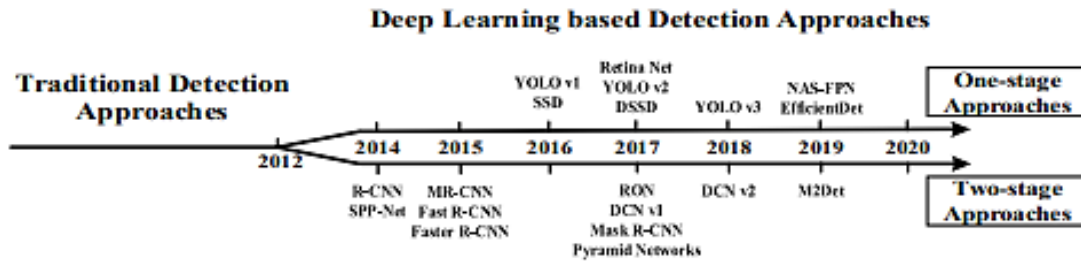 Deep Learning based Detection Approaches
Traditional Detection
Approaches
YOLO v1
SSD
Retina Net
YOLO v2
DSSD
YOLO v3
NAS-FPN
EfficientDet
One-stage
Approaches
2012
2014
2015
2016
2017
2018
2019
2020
R-CNN
SPP-Net
MR-CNN
Fast R-CNN
Faster R-CNN
RON
DCN v1
Mask R-CNN
Pyramid Networks
DCN v2
M2Det
Two-stage
Approaches